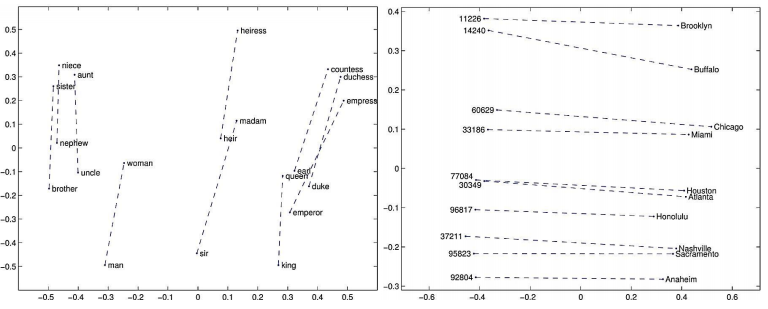 0.5
0.4
0.3
0.2
0.1
0
−0.1
−0.2
−0.3
−0.4
−0.5
heiress
niece
aunt
sister
countess
duchess
empress
madam
nephew
heir
woman
uncle
earl
queen
brother
duke
emperor
sir
man
king
−0.5 −0.4 −0.3 −0.2 −0.1 0 0.1 0.2 0.3 0.4 0.5
0.4
0.3
0.2
0.1
0
−0.1
−0.2
−0.3
11226 Brooklyn
14240 Buffalo
60629 Chicago
33186 Miami
77084 Houston
30349 Atlanta
96817 Honolulu
37211 Nashville
95823 Sacramento
92804 Anaheim
−0.6 −0.4 −0.2 0 0.2 0.4 0.6